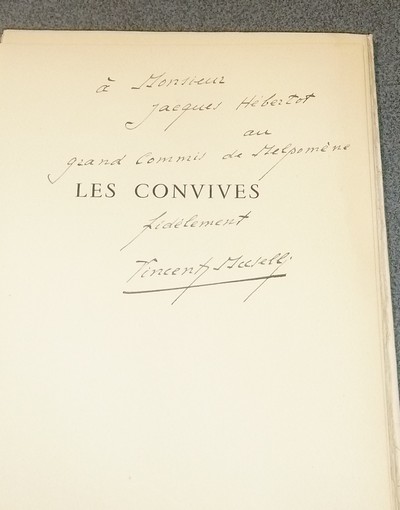 à Monsieur
Jacques Hébertot
au
grand Commis de Melpomène
LES CONVIVES
fidèlement
Vincent Muselli